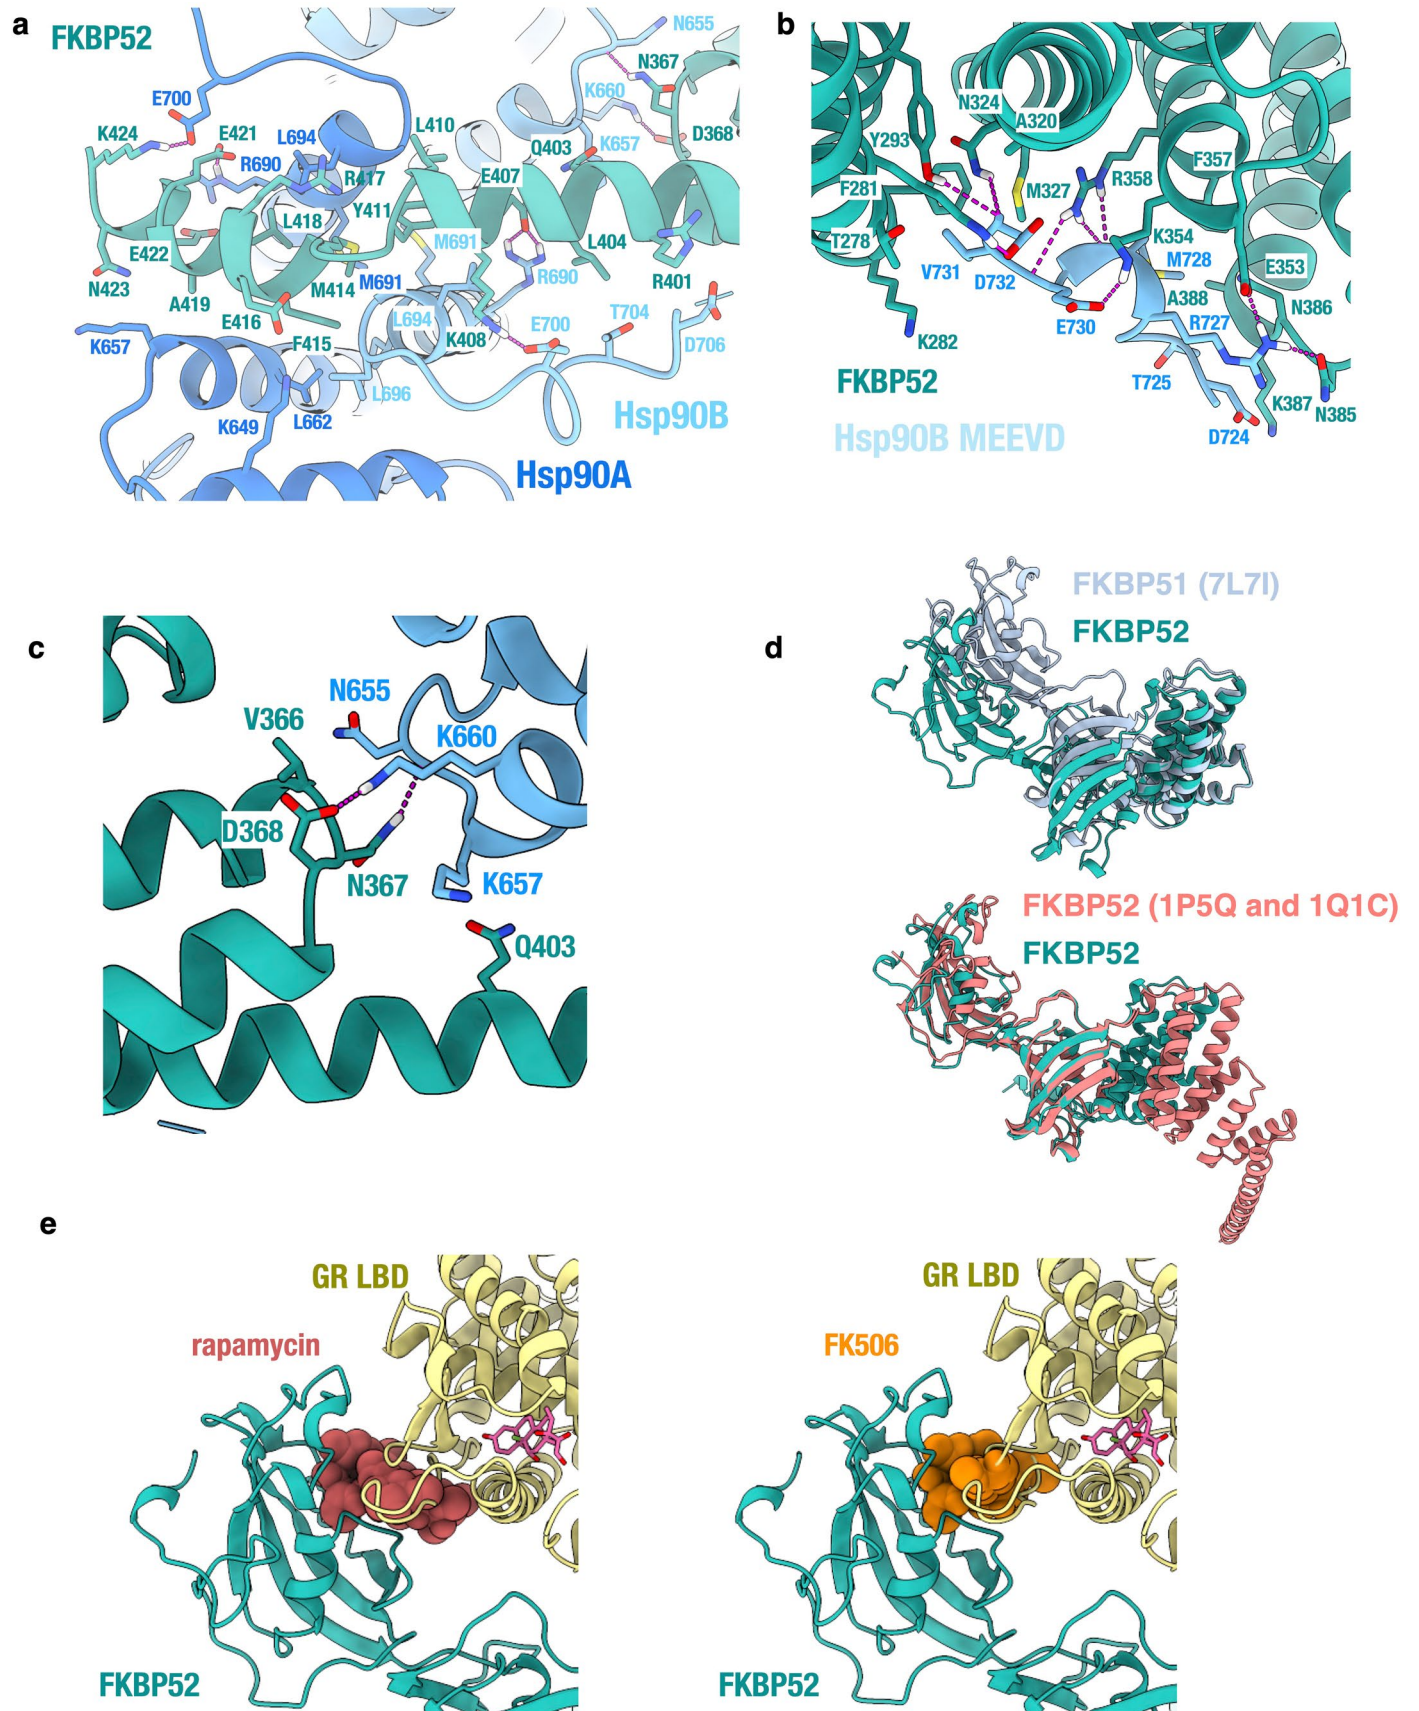 a
FKBP52
N655
E700
N367
K660
K424
E421
L694
L410
D368
Q403
K657
R690
R417
E407
Y411
L418
M691
L404
E422
R690
M691
R401
N423
M414
A419
T704
L694
E700
E416
K408
D706
K657
F415
L696
Hsp90B
K649
L662
Hsp90A
b
N324
A320
Y293
F357
R358
M327
F281
T278
K354
V731
D732
M728
E353
A388
N386
E730
R727
K282
T725
FKBP52
K387
N385
Hsp90B MEEVD
D724
c
N655
V366
K660
D368
N367
K657
Q403
d
FKBP51 (7L7I)
FKBP52
FKBP52 (1P5Q and 1Q1C)
FKBP52
e
GR LBD
rapamycin
FKBP52
GR LBD
FK506
FKBP52